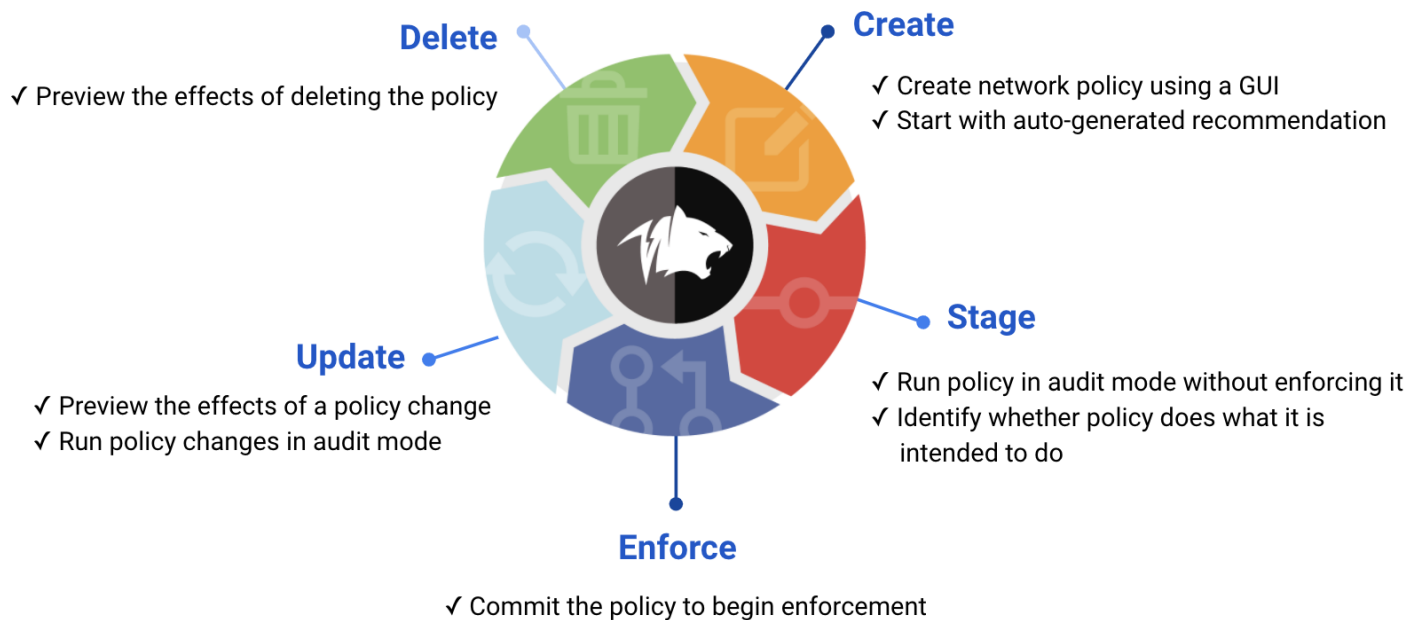 Delete
✓ Preview the effects of deleting the policy
Create
✓ Create network policy using a GUI
✓ Start with auto-generated recommendation
Stage
✓ Run policy in audit mode without enforcing it
✓ Identify whether policy does what it is
intended to do
Enforce
✓ Commit the policy to begin enforcement
Update
✓ Preview the effects of a policy change
✓ Run policy changes in audit mode